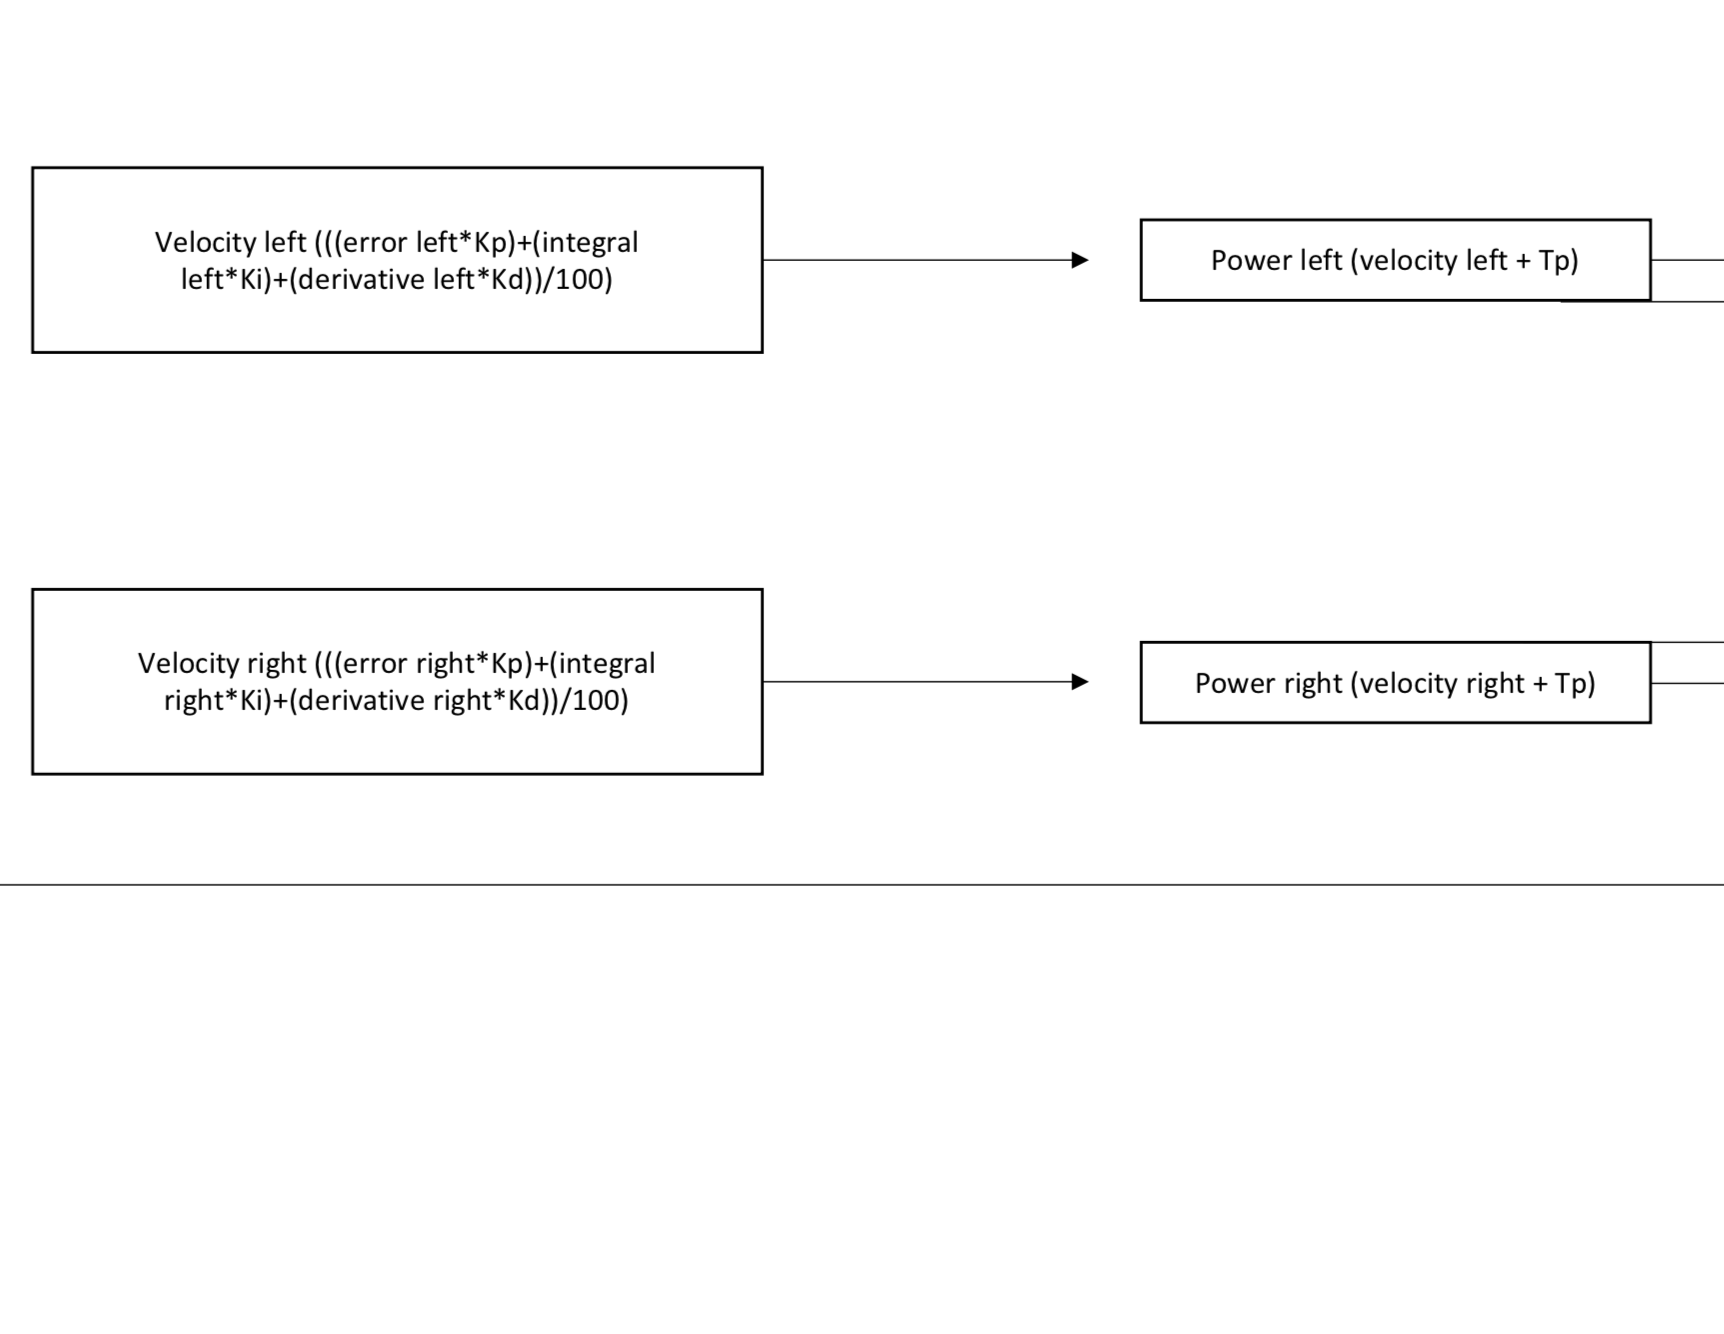 Velocity left (((error left*Kp)+(integral
left*Ki)+(derivative left*Kd))/100)
Power left (velocity left + Tp)
Velocity right (((error right*Kp)+(integral
right*Ki)+(derivative right*Kd))/100)
Power right (velocity right + Tp)